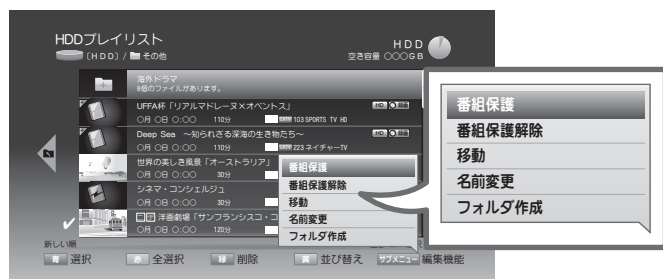 HDDプレイリスト
HDD
〔HDD〕/ その他
空き容量 ○○○GB
海外ドラマ
8個のファイルがあります。
UFFA杯「リアルマドレーヌ×オベントス」
HD
○月 ○日 ○:○○ 110分 103 SPORTS TV HD
Deep Sea ～知られざる深海の生き物たち～
HD
○月 ○日 ○:○○ 110分 223 ネイチャーTV
世界の美しき風景「オーストラリア」
○月 ○日 ○:○○ 30分
シネマ・コンシェルジュ
○月 ○日 ○:○○ 30分
洋画劇場「サンフランシスコ・コ
○月 ○日 ○:○○ 120分
番組保護
番組保護解除
移動
名前変更
フォルダ作成
新しい順
青 選択 赤 全選択 緑 削除 黄 並び替え サブメニュー 編集機能
番組保護
番組保護解除
移動
名前変更
フォルダ作成